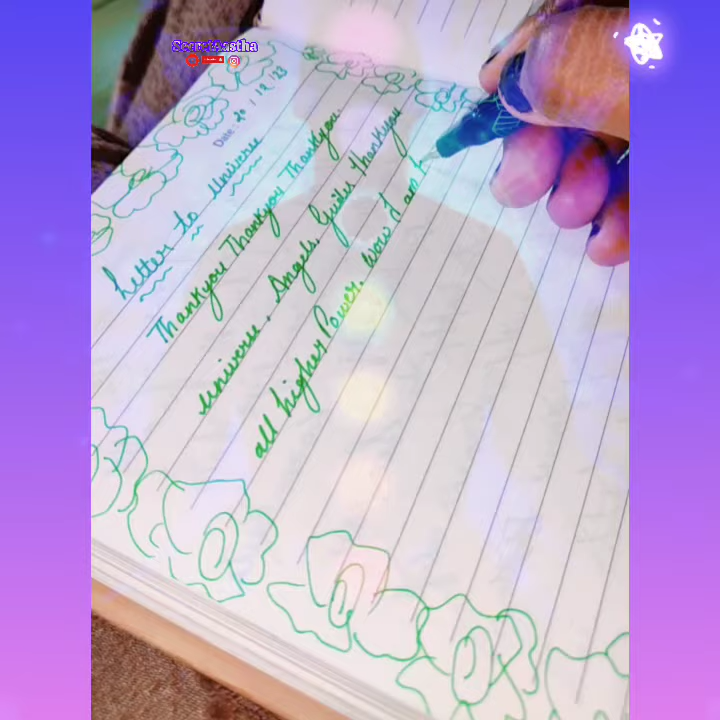 SecretAastha
Date: 20 / 12 / 23
Letter to Universe
Thankyou Thankyou Thankyou.
universe, Angels, Guides Thankyou
all higher Power. Wow I am